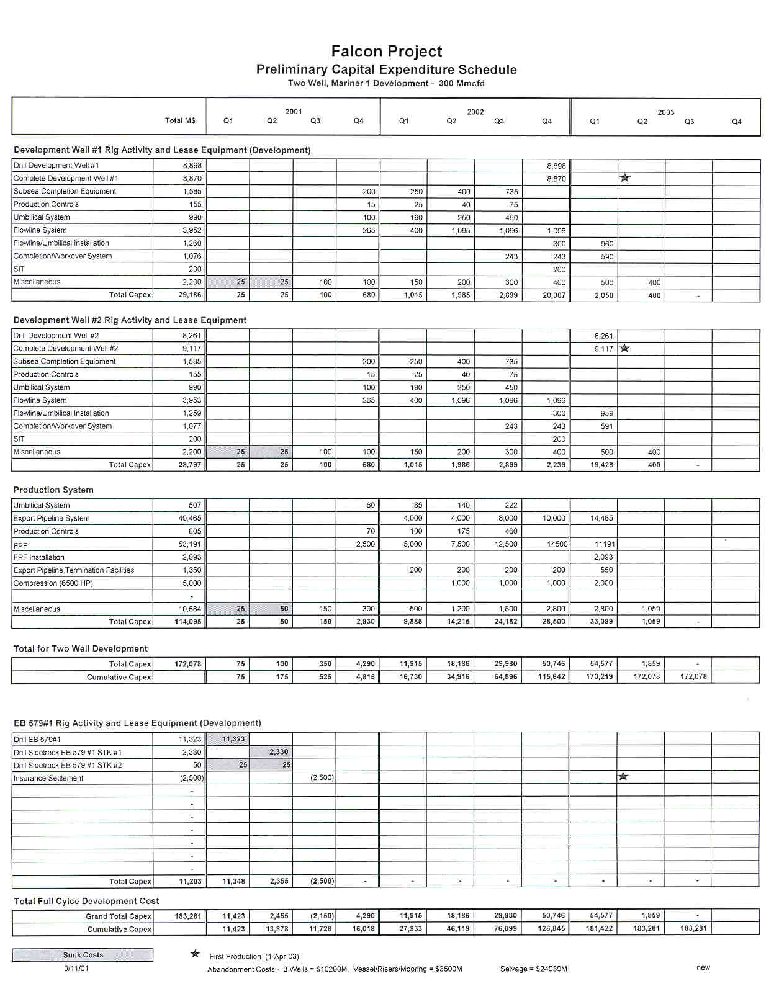 Falcon Project
Preliminary Capital Expenditure Schedule
Two Well, Mariner 1 Development - 300 Mmcfd
2001 2002 2003
Total M$ Q1 Q2 Q3 Q4 Q1 Q2 Q3 Q4 Q1 Q2 Q3 Q4
Development Well #1 Rig Activity and Lease Equipment (Development)
Drill Development Well #1 8,898 8,898
Complete Development Well #1 8,870 8,870
Subsea Completion Equipment 1,585 200 250 400 735
Production Controls 155 15 25 40 75
Umbilical System 990 100 190 250 450
Flowline System 3,952 265 400 1,095 1,096 1,096
Flowline/Umbilical Installation 1,260 300 960
Completion/Workover System 1,076 243 243 590
SIT 200 200
Miscellaneous 2,200 25 25 100 100 150 200 300 400 500 400
Total Capex 29,186 25 25 100 680 1,015 1,985 2,899 20,007 2,050 400 -
Development Well #2 Rig Activity and Lease Equipment
Drill Development Well #2 8,261 8,261
Complete Development Well #2 9,117 9,117
Subsea Completion Equipment 1,585 200 250 400 735
Production Controls 155 15 25 40 75
Umbilical System 990 100 190 250 450
Flowline System 3,953 265 400 1,096 1,096 1,096
Flowline/Umbilical Installation 1,259 300 959
Completion/Workover System 1,077 243 243 591
SIT 200 200
Miscellaneous 2,200 25 25 100 100 150 200 300 400 500 400
Total Capex 28,797 25 25 100 680 1,015 1,986 2,899 2,239 19,428 400 -
Production System
Umbilical System 507 60 85 140 222
Export Pipeline System 40,465 4,000 4,000 8,000 10,000 14,465
Production Controls 805 70 100 175 460
FPF 53,191 2,500 5,000 7,500 12,500 14500 11191
FPF Installation 2,093 2,093
Export Pipeline Termination Facilities 1,350 200 200 200 200 550
Compression (6500 HP) 5,000 1,000 1,000 1,000 2,000
-
Miscellaneous 10,684 25 50 150 300 500 1,200 1,800 2,800 2,800 1,059
Total Capex 114,095 25 50 150 2,930 9,885 14,215 24,182 28,500 33,099 1,059 -
Total for Two Well Development
Total Capex 172,078 75 100 350 4,290 11,915 18,186 29,980 50,746 54,577 1,859 -
Cumulative Capex 75 175 525 4,815 16,730 34,916 64,896 115,642 170,219 172,078 172,078
EB 579#1 Rig Activity and Lease Equipment (Development)
Drill EB 579#1 11,323 11,323
Drill Sidetrack EB 579 #1 STK #1 2,330 2,330
Drill Sidetrack EB 579 #1 STK #2 50 25 25
Insurance Settlement (2,500) (2,500)
-
-
-
-
-
-
-
Total Capex 11,203 11,348 2,355 (2,500) - - - - - - - -
Total Full Cylce Development Cost
Grand Total Capex 183,281 11,423 2,455 (2,150) 4,290 11,915 18,186 29,980 50,746 54,577 1,859 -
Cumulative Capex 11,423 13,878 11,728 16,018 27,933 46,119 76,099 126,845 181,422 183,281 183,281
Sunk Costs First Production (1-Apr-03)
9/11/01 Abandonment Costs - 3 Wells = $10200M, Vessel/Risers/Mooring = $3500M Salvage = $24039M new